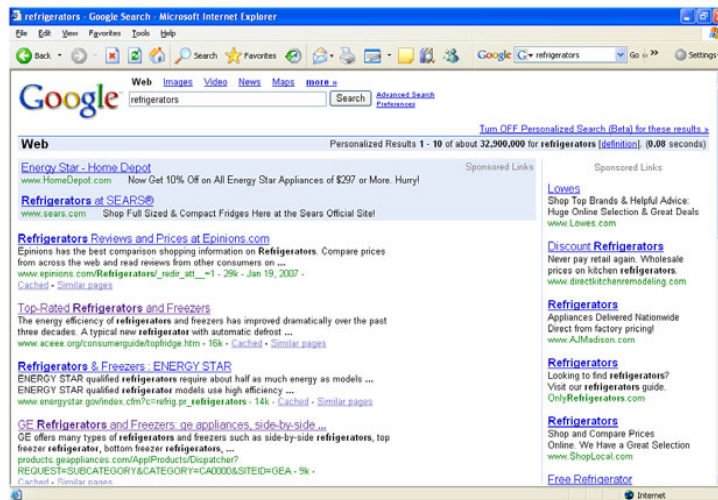 refrigerators - Google Search - Microsoft Internet Explorer
File Edit View Favorites Tools Help
Back Search Favorites Google G refrigerators Go Settings
Web Images Video News Maps more »
Google refrigerators Search Advanced Search
Preferences
Turn OFF Personalized Search (Beta) for these results »
Web Personalized Results 1 - 10 of about 32,900,000 for refrigerators [definition]. (0.08 seconds)
Energy Star - Home Depot Sponsored Links
www.HomeDepot.com Now Get 10% Off on All Energy Star Appliances of $297 or More. Hurry!
Refrigerators at SEARS®
www.sears.com Shop Full Sized & Compact Fridges Here at the Sears Official Site!
Refrigerators Reviews and Prices at Epinions.com
Epinions has the best comparison shopping information on Refrigerators. Compare prices
from across the web and read reviews from other consumers on ...
www.epinions.com/Refrigerators/_redir_att__~1 - 29k - Jan 19, 2007 -
Cached - Similar pages
Top-Rated Refrigerators and Freezers
The energy efficiency of refrigerators and freezers has improved dramatically over the past
three decades. A typical new refrigerator with automatic defrost ...
www.aceee.org/consumerguide/topfridge.htm - 16k - Cached - Similar pages
Refrigerators & Freezers : ENERGY STAR
ENERGY STAR qualified refrigerators require about half as much energy as models ...
ENERGY STAR qualified refrigerator models use high efficiency ...
www.energystar.gov/index.cfm?c=refrig.pr_refrigerators - 14k - Cached - Similar pages
GE Refrigerators and Freezers: ge appliances, side-by-side ...
GE offers many types of refrigerators and freezers such as side-by-side refrigerators, top
freezer refrigerator, bottom freezer refrigerators, ...
products.geappliances.com/ApplProducts/Dispatcher?
REQUEST=SUBCATEGORY&CATEGORY=CA0000&SITEID=GEA - 9k -
Cached - Similar pages
Sponsored Links
Lowes
Shop Top Brands & Helpful Advice:
Huge Online Selection & Great Deals
www.Lowes.com
Discount Refrigerators
Never pay retail again. Wholesale
prices on kitchen refrigerators.
www.directkitchenremodeling.com
Refrigerators
Appliances Delivered Nationwide
Direct from factory pricing!
www.AJMadison.com
Refrigerators
Looking to find refrigerators?
Visit our refrigerators guide.
OnlyRefrigerators.com
Refrigerators
Shop and Compare Prices
Online. We Have a Great Selection
www.ShopLocal.com
Free Refrigerator
Internet